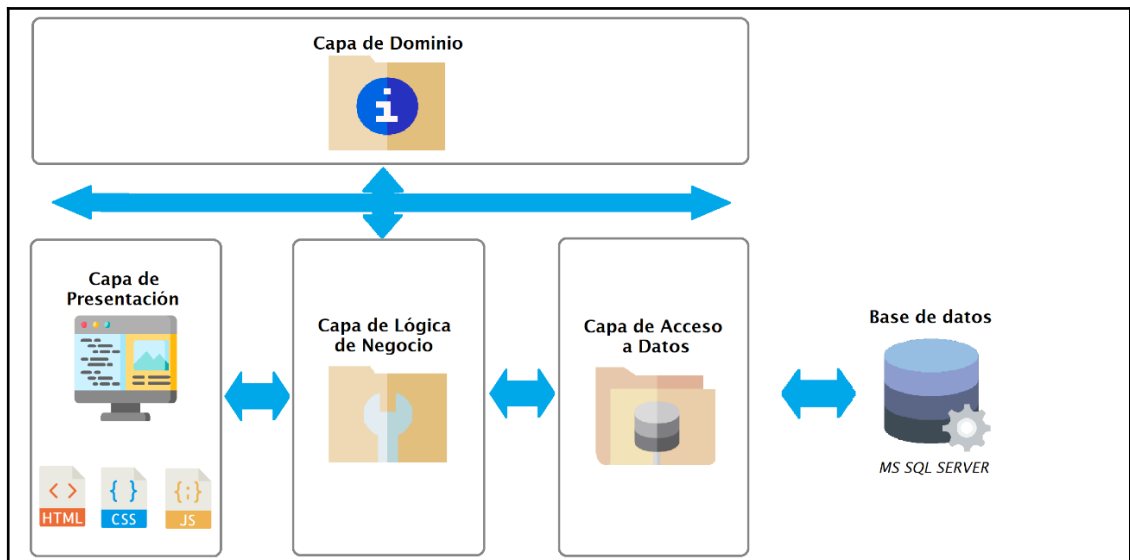 Capa de Dominio
i
Capa de
Presentación
HTML
CSS
JS
Capa de Lógica
de Negocio
Capa de Acceso
a Datos
Base de datos
MS SQL SERVER